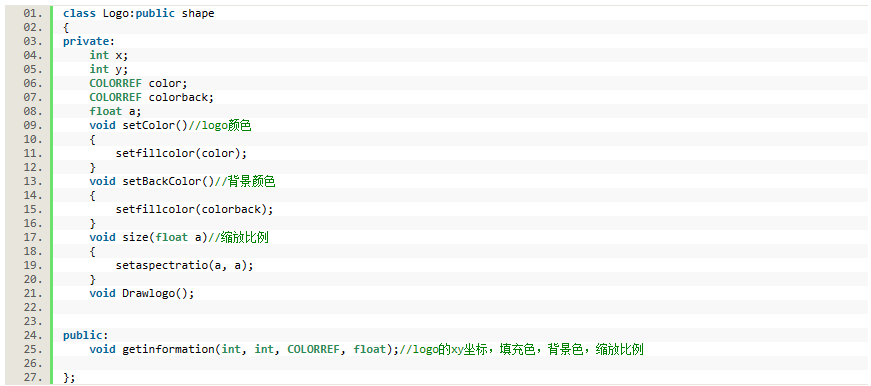 01. class Logo:public shape
02. {
03. private:
04.     int x;
05.     int y;
06.     COLORREF color;
07.     COLORREF colorback;
08.     float a;
09.     void setColor()//logo颜色
10.     {
11.         setfillcolor(color);
12.     }
13.     void setBackColor()//背景颜色
14.     {
15.         setfillcolor(colorback);
16.     }
17.     void size(float a)//缩放比例
18.     {
19.         setaspectratio(a, a);
20.     }
21.     void Drawlogo();
22.
23.
24. public:
25.     void getinformation(int, int, COLORREF, float);//logo的xy坐标，填充色，背景色，缩放比例
26.
27. };